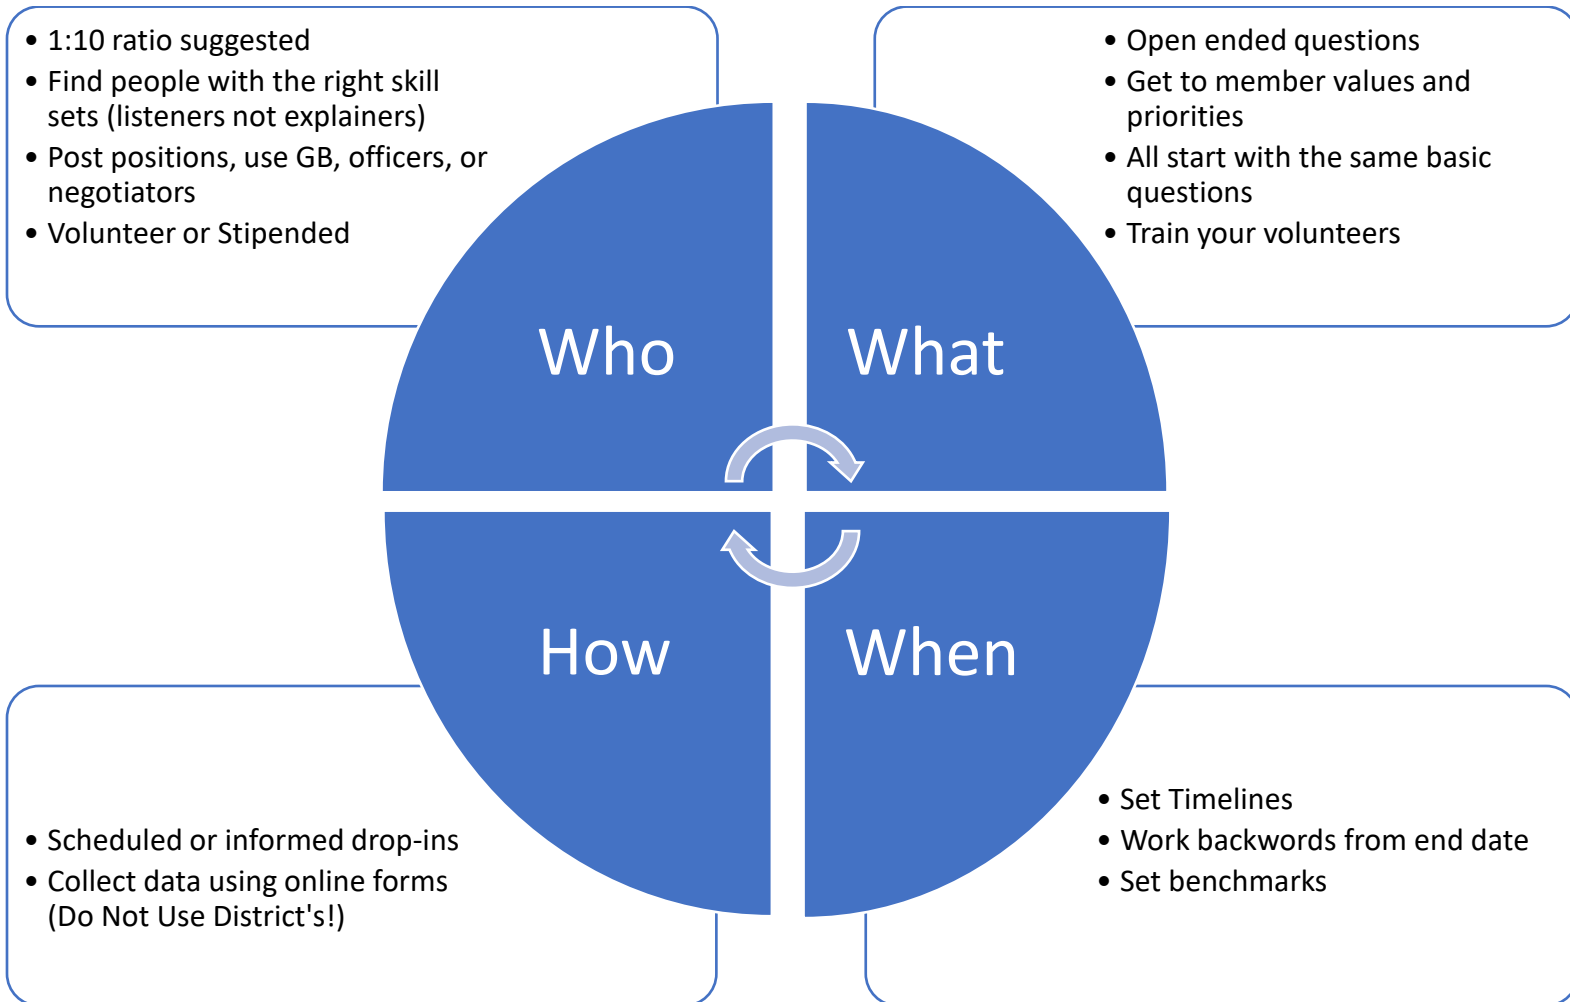 • 1:10 ratio suggested
• Find people with the right skill
sets (listeners not explainers)
• Post positions, use GB, officers, or
negotiators
• Volunteer or Stipended
• Open ended questions
• Get to member values and
priorities
• All start with the same basic
questions
• Train your volunteers
Who
What
How
When
• Scheduled or informed drop-ins
• Collect data using online forms
(Do Not Use District's!)
• Set Timelines
• Work backwords from end date
• Set benchmarks